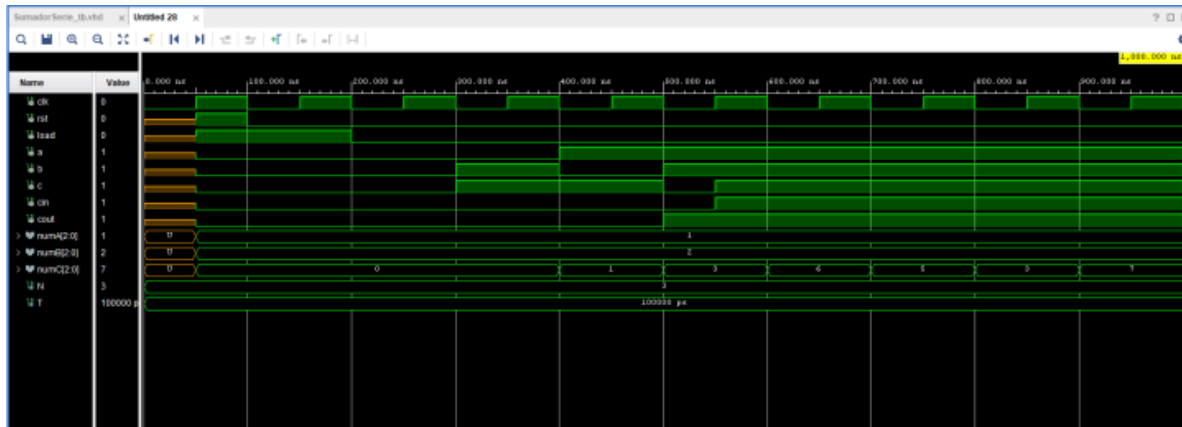 SumadorSerie_tb.vhd × Untitled 28 ×
1,000.000 ns
Name Value 0.000 ns 100.000 ns 200.000 ns 300.000 ns 400.000 ns 500.000 ns 600.000 ns 700.000 ns 800.000 ns 900.000 ns
clk 0
rst 0
load 0
a 1
b 1
c 1
cin 1
cout 1
numA[2:0] 1 U 1
numB[2:0] 2 U 2
numC[2:0] 7 U 0 1 3 6 5 3 7
N 3 3
T 100000 p 100000 ps